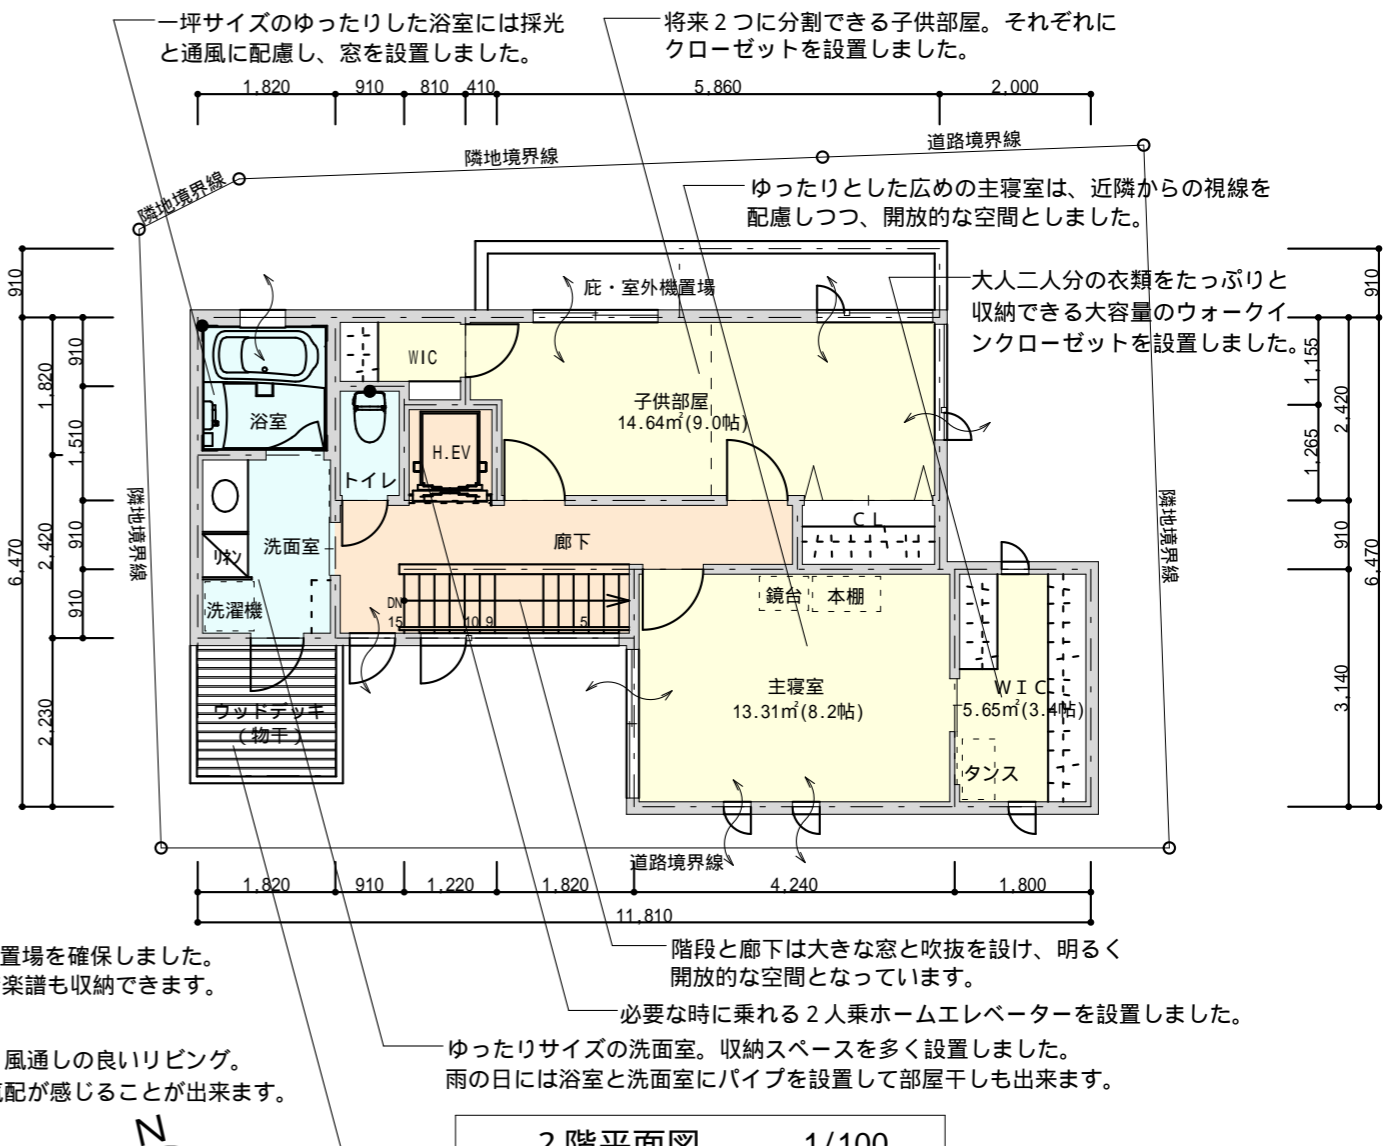 一坪サイズのゆったりした浴室には採光
と通風に配慮し、窓を設置しました。
将来２つに分割できる子供部屋。それぞれに
クローゼットを設置しました。
1,820
910
810
410
5,860
2,000
隣地境界線
隣地境界線
道路境界線
ゆったりとした広めの主寝室は、近隣からの視線を
配慮しつつ、開放的な空間としました。
大人二人分の衣類をたっぷりと
収納できる大容量のウォークイ
ンクローゼットを設置しました。
庇・室外機置場
910
6,470
1,820
2,420
2,230
910
1,510
910
910
隣地境界線
浴室
WIC
トイレ
H.EV
子供部屋
14.64㎡(9.0帖)
ＣＬ
洗面室
リネン
洗濯機
廊下
DN
15
10
9
5
鏡台
本棚
主寝室
13.31㎡(8.2帖)
ＷＩＣ
5.65㎡(3.4帖)
タンス
ウッドデッキ
(物干)
隣地境界線
1,155
1,265
2,420
910
3,140
910
6,470
道路境界線
1,820
910
1,220
1,820
4,240
1,800
11,810
置場を確保しました。
楽譜も収納できます。
階段と廊下は大きな窓と吹抜を設け、明るく
開放的な空間となっています。
必要な時に乗れる２人乗ホームエレベーターを設置しました。
風通しの良いリビング。
配が感じることが出来ます。
ゆったりサイズの洗面室。収納スペースを多く設置しました。
雨の日には浴室と洗面室にパイプを設置して部屋干しも出来ます。
N
２階平面図
1/100